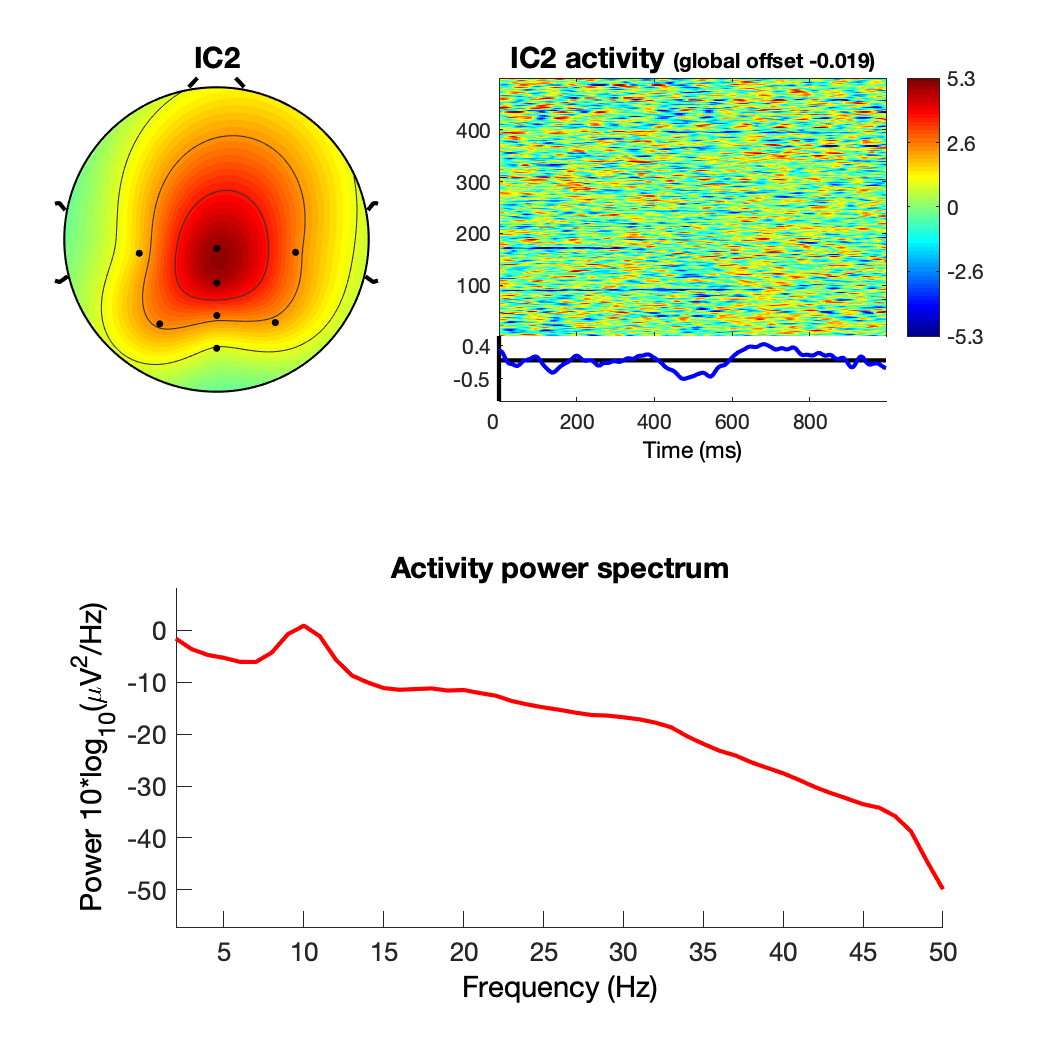 IC2
IC2 activity (global offset -0.019)
400
300
200
100
5.3
2.6
0
-2.6
-5.3
0.4
-0.5
0 200 400 600 800
Time (ms)
Activity power spectrum
Power 10*log10(μV2/Hz)
0
-10
-20
-30
-40
-50
5 10 15 20 25 30 35 40 45 50
Frequency (Hz)